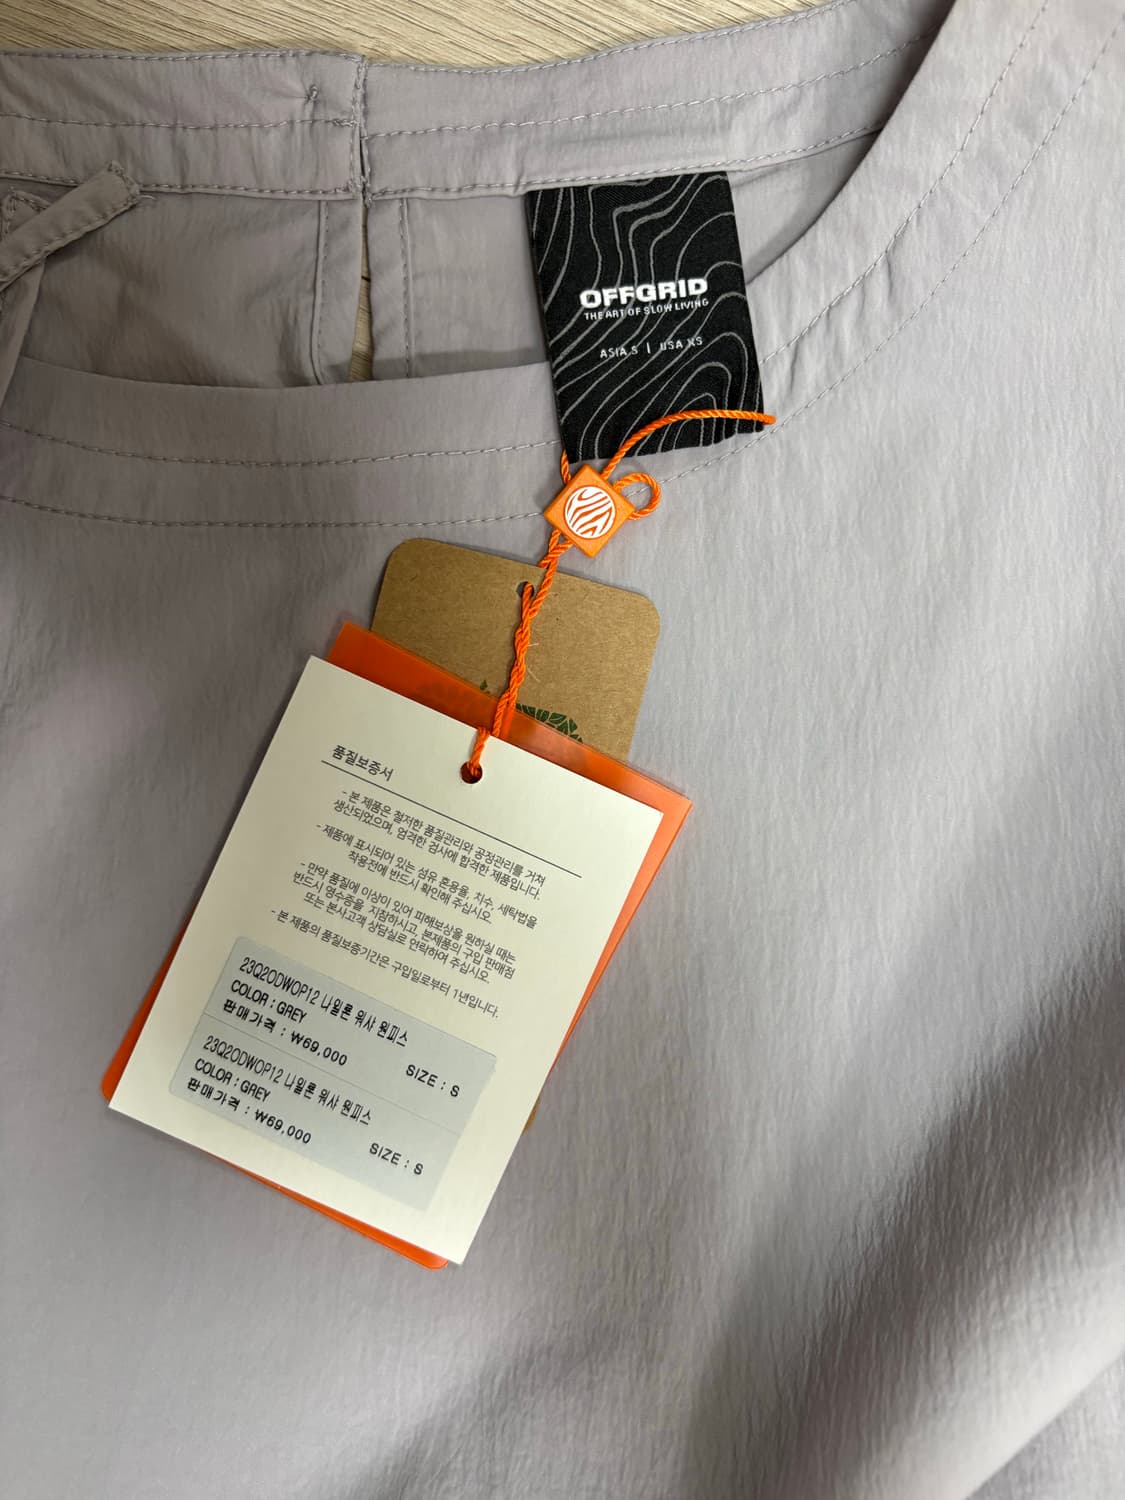 OFFGRID
THE ART OF SLOW LIVING
ASIA.S | USA XS
품질보증서
- 본 제품은 철저한 품질관리와 공정관리를 거쳐
생산되었으며, 엄격한 검사에 합격한 제품입니다.
- 제품에 표시되어 있는 섬유 혼용율, 치수, 세탁법을
착용전에 반드시 확인해 주십시오.
- 만약 품질에 이상이 있어 피해보상을 원하실 때는
반드시 영수증을 지참하시고, 본제품의 구입 판매점
또는 본사고객 상담실로 연락하여 주십시오.
- 본 제품의 품질보증기간은 구입일로부터 1년입니다.
23Q2ODWOP12 나일론 워샤 원피스
COLOR : GREY
판매가격 : ₩69,000
SIZE : S
23Q2ODWOP12 나일론 워샤 원피스
COLOR : GREY
판매가격 : ₩69,000
SIZE : S